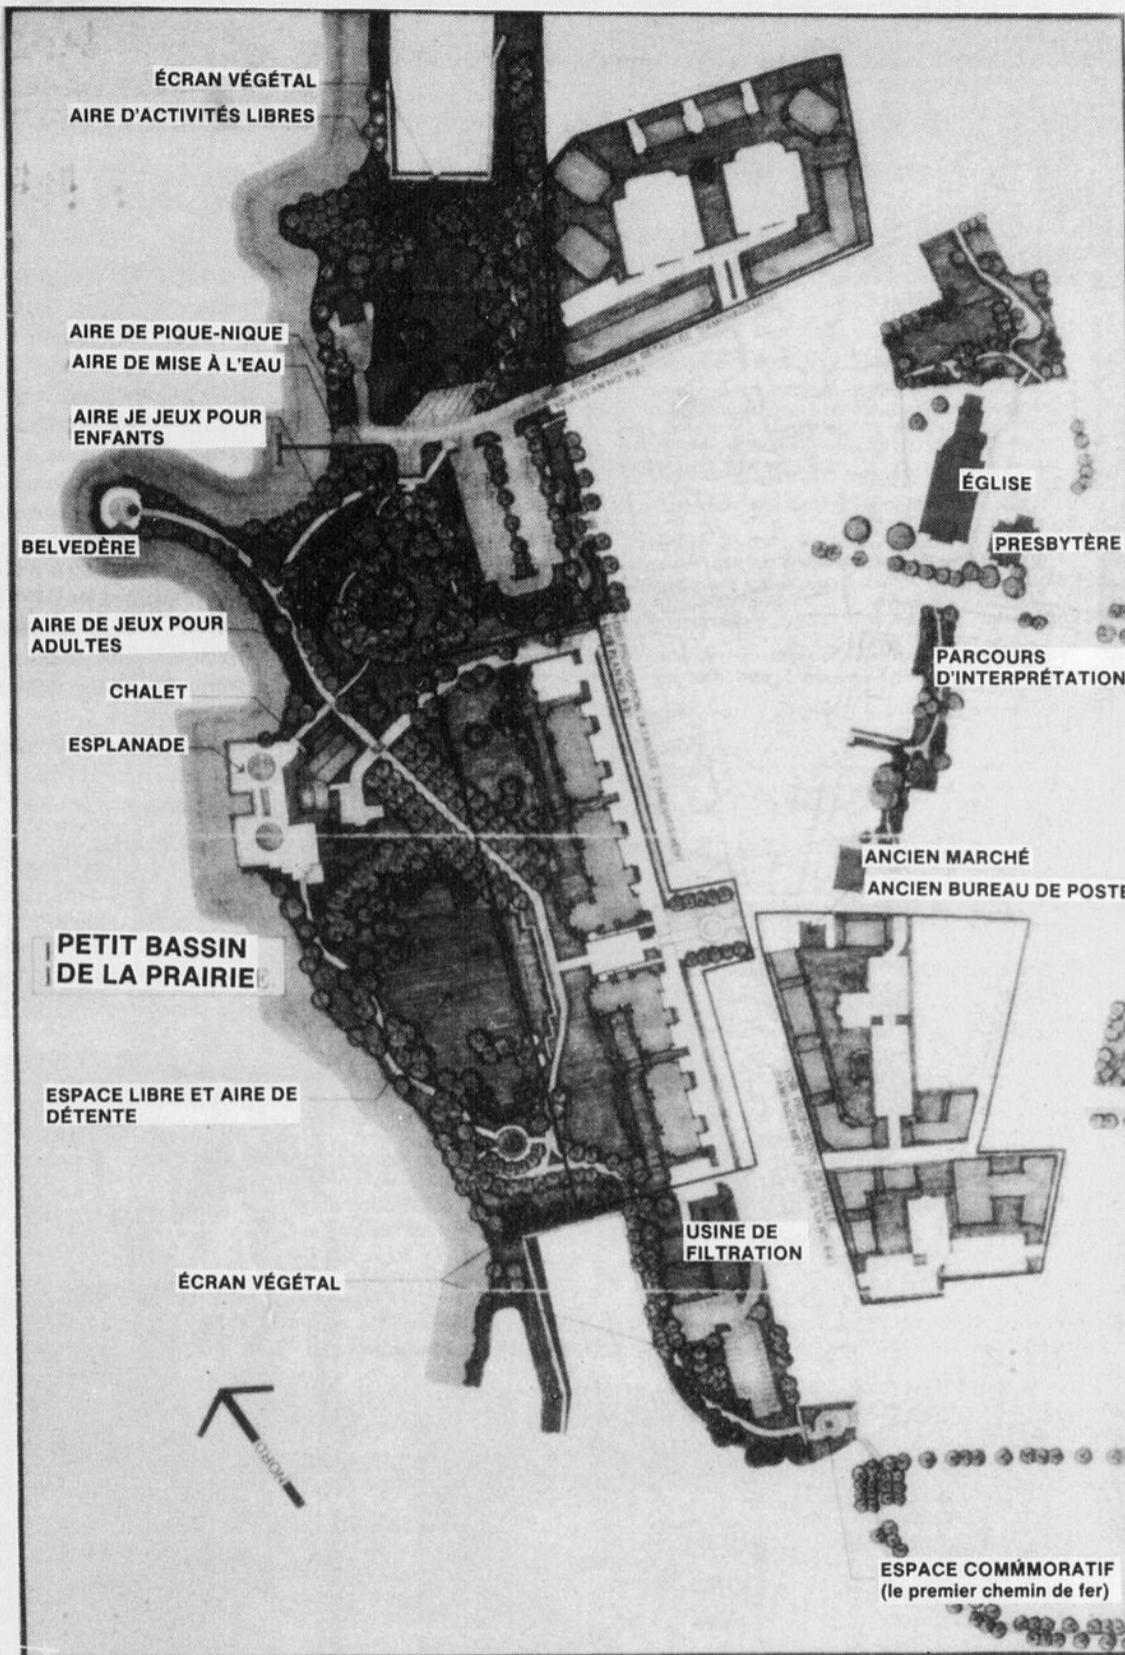 ÉCRAN VÉGÉTAL
AIRE D'ACTIVITÉS LIBRES
AIRE DE PIQUE-NIQUE
AIRE DE MISE À L'EAU
AIRE JE JEUX POUR
ENFANTS
ÉGLISE
PRESBYTÈRE
BELVEDÈRE
AIRE DE JEUX POUR
ADULTES
PARCOURS
D'INTERPRÉTATION
CHALET
ESPLANADE
ANCIEN MARCHÉ
ANCIEN BUREAU DE POSTE
PETIT BASSIN
DE LA PRAIRIE
ESPACE LIBRE ET AIRE DE
DÉTENTE
USINE DE
FILTRATION
ÉCRAN VÉGÉTAL
NORD
ESPACE COMMMORATIF
(le premier chemin de fer)